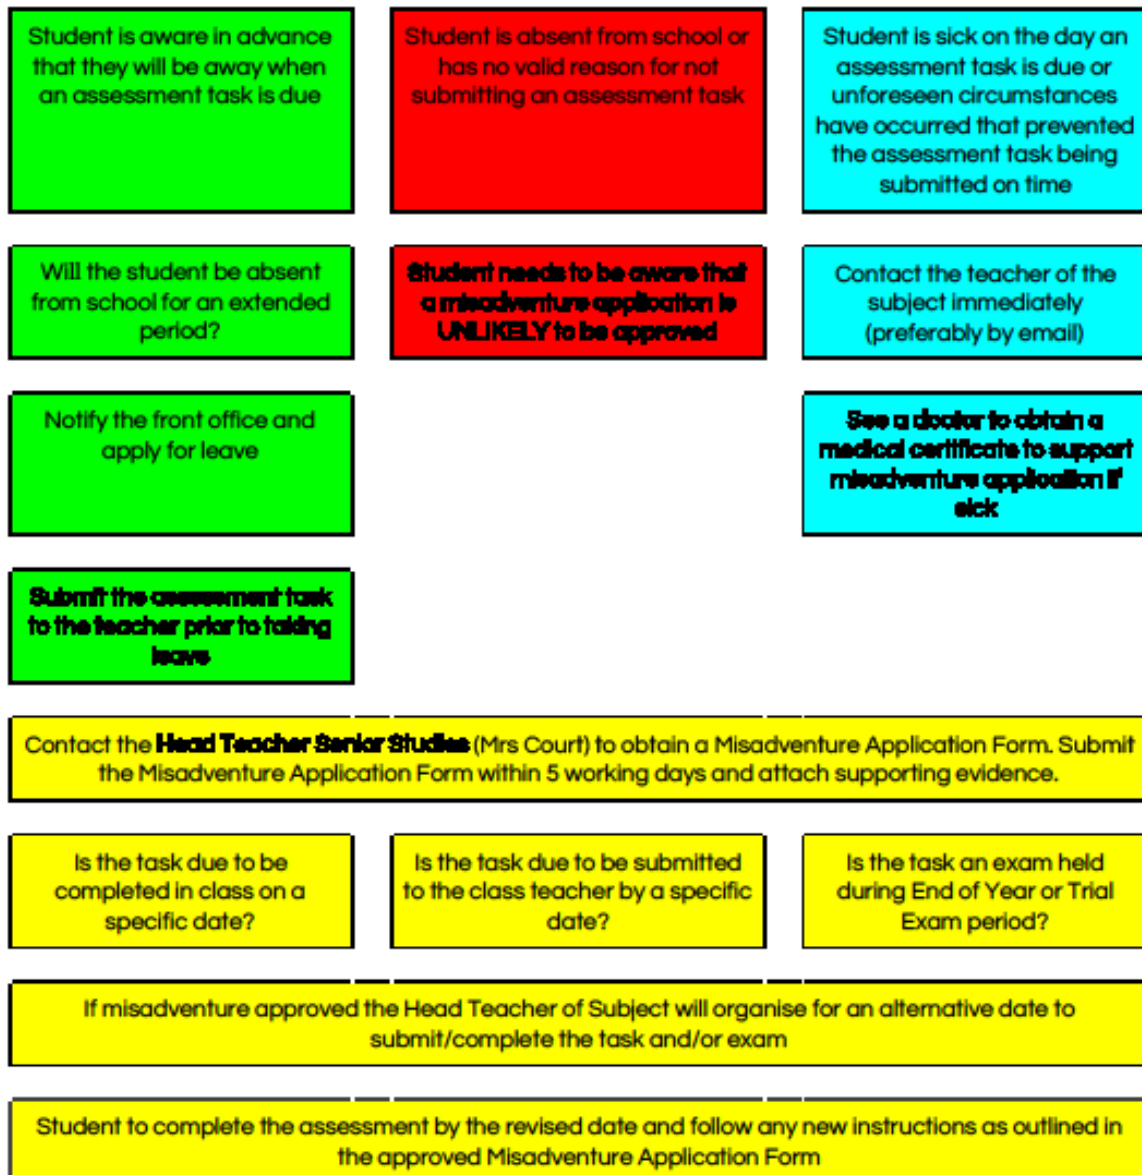 Student is aware in advance
that they will be away when
an assessment task is due
Student is absent from school or
has no valid reason for not
submitting an assessment task
Student is sick on the day an
assessment task is due or
unforeseen circumstances
have occurred that prevented
the assessment task being
submitted on time
Will the student be absent
from school for an extended
period?
Student needs to be aware that
a misadventure application is
UNLIKELY to be approved
Contact the teacher of the
subject immediately
(preferably by email)
Notify the front office and
apply for leave
See a doctor to obtain a
medical certificate to support
misadventure application if
sick
Submit the assessment task
to the teacher prior to taking
leave
Contact the Head Teacher Senior Studies (Mrs Court) to obtain a Misadventure Application Form. Submit
the Misadventure Application Form within 5 working days and attach supporting evidence.
Is the task due to be
completed in class on a
specific date?
Is the task due to be submitted
to the class teacher by a specific
date?
Is the task an exam held
during End of Year or Trial
Exam period?
If misadventure approved the Head Teacher of Subject will organise for an alternative date to
submit/complete the task and/or exam
Student to complete the assessment by the revised date and follow any new instructions as outlined in
the approved Misadventure Application Form